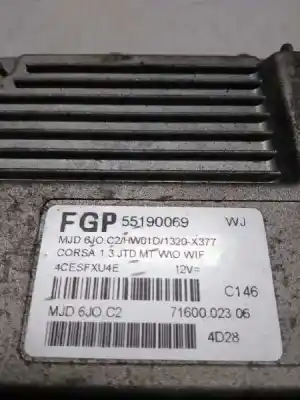 FGP 55190069 WJ
MJD 6JO.C2/HW01D/1320-X377
CORSA 1.3 JTD MT W\O WIF
4CESFXU4E 12V=
C146
MJD 6JO.C2 71600.023.06
4D28